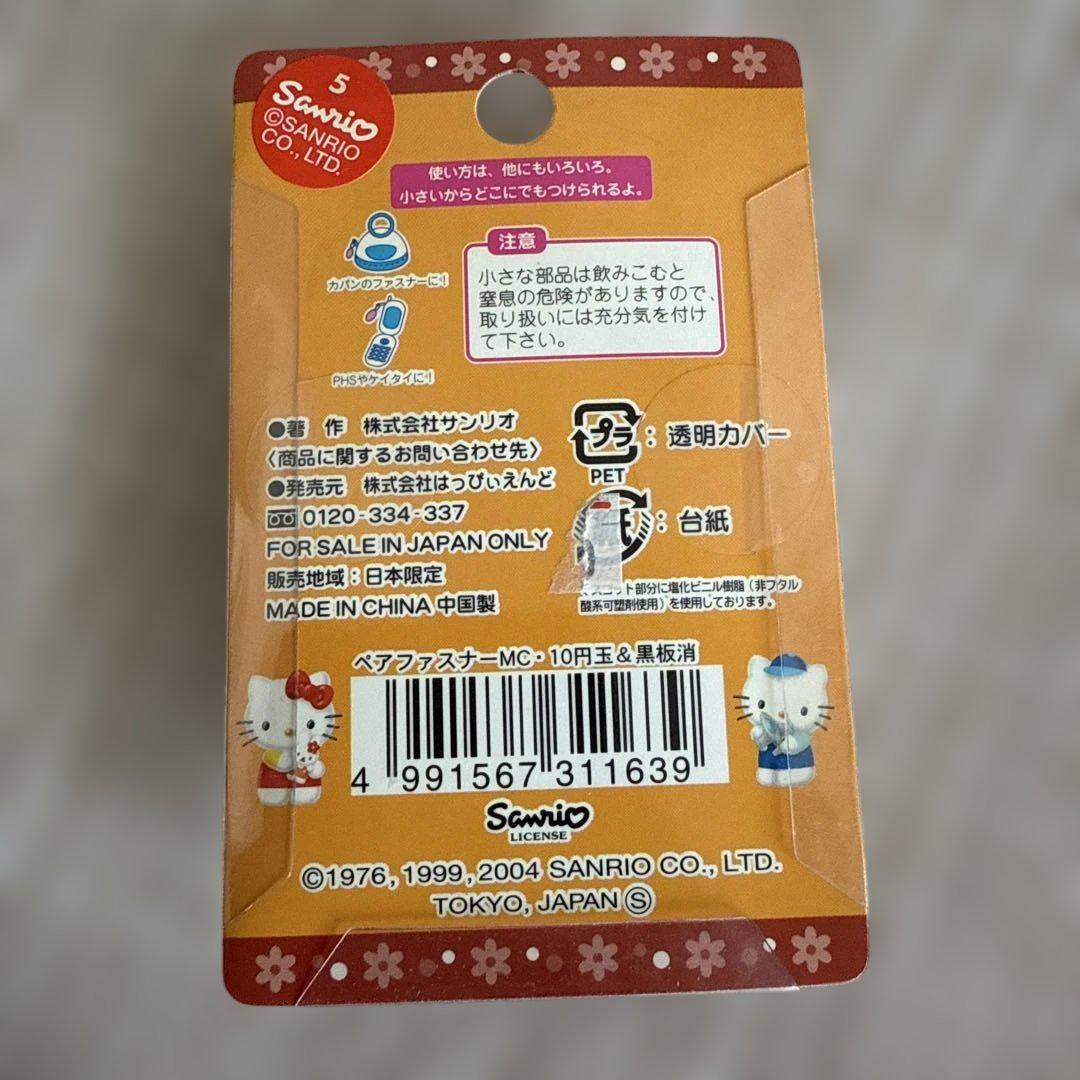 5
Sanrio
©SANRIO
CO., LTD.
使い方は、他にもいろいろ。
小さいからどこにでもつけられるよ。
カバンのファスナーに!
PHSやケイタイに!
注意
小さな部品は飲みこむと
窒息の危険がありますので、
取り扱いには充分気を付け
て下さい。
●著 作 株式会社サンリオ
〈商品に関するお問い合わせ先〉
●発売元 株式会社はっぴぃえんど
0120-334-337
FOR SALE IN JAPAN ONLY
販売地域：日本限定
MADE IN CHINA 中国製
プラ：透明カバー
PET
：台紙
スコット部分に塩化ビニル樹脂（非フタル
酸系可塑剤使用）を使用しております。
ペアファスナーMC・10円玉＆黒板消
4 991567 311639
Sanrio
LICENSE
©1976, 1999, 2004 SANRIO CO., LTD.
TOKYO, JAPAN Ⓢ